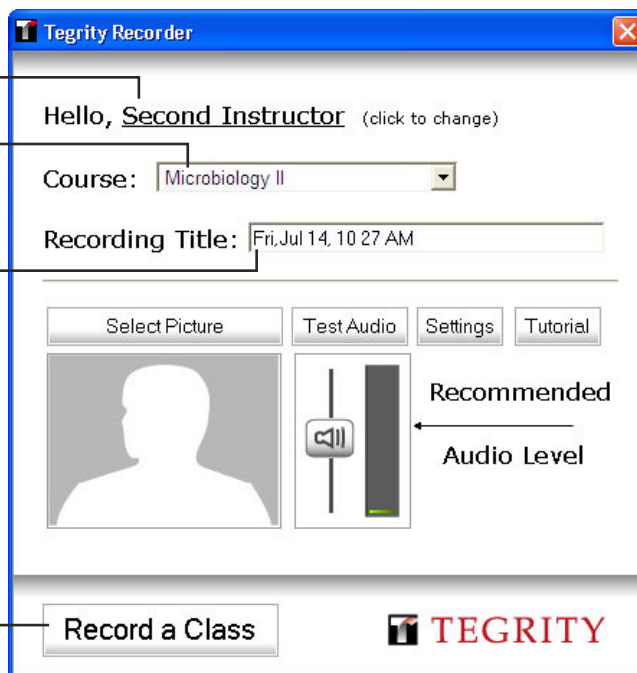 Tegrity Recorder
Hello, Second Instructor (click to change)
Course: Microbiology II
Recording Title: Fri,Jul 14, 10 27 AM
Select Picture Test Audio Settings Tutorial
Recommended
Audio Level
Record a Class TEGRITY